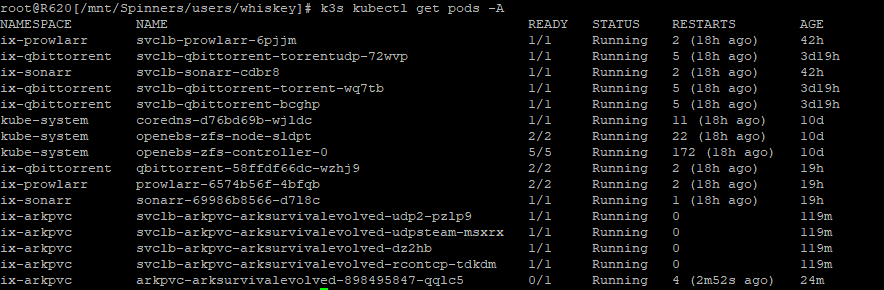 root@R620[/mnt/Spinners/users/whiskey]# k3s kubectl get pods -A
NAMESPACE NAME READY STATUS RESTARTS AGE
ix-prowlarr svclb-prowlarr-6pjjm 1/1 Running 2 (18h ago) 42h
ix-qbittorrent svclb-qbittorrent-torrentudp-72wvp 1/1 Running 5 (18h ago) 3d19h
ix-sonarr svclb-sonarr-cdbr8 1/1 Running 2 (18h ago) 42h
ix-qbittorrent svclb-qbittorrent-torrent-wq7tb 1/1 Running 5 (18h ago) 3d19h
ix-qbittorrent svclb-qbittorrent-bcghp 1/1 Running 5 (18h ago) 3d19h
kube-system coredns-d76bd69b-wjldc 1/1 Running 11 (18h ago) 10d
kube-system openebs-zfs-node-sldpt 2/2 Running 22 (18h ago) 10d
kube-system openebs-zfs-controller-0 5/5 Running 172 (18h ago) 10d
ix-qbittorrent qbittorrent-58ffdf66dc-wzhj9 2/2 Running 2 (18h ago) 19h
ix-prowlarr prowlarr-6574b56f-4bfqb 2/2 Running 2 (18h ago) 19h
ix-sonarr sonarr-69986b8566-d7l8c 1/1 Running 1 (18h ago) 19h
ix-arkpvc svclb-arkpvc-arksurvivalevolved-udp2-pzlp9 1/1 Running 0 119m
ix-arkpvc svclb-arkpvc-arksurvivalevolved-udpsteam-msxrx 1/1 Running 0 119m
ix-arkpvc svclb-arkpvc-arksurvivalevolved-dz2hb 1/1 Running 0 119m
ix-arkpvc svclb-arkpvc-arksurvivalevolved-rcontcp-tdkdm 1/1 Running 0 119m
ix-arkpvc arkpvc-arksurvivalevolved-898495847-qqlc5 0/1 Running 4 (2m52s ago) 24m